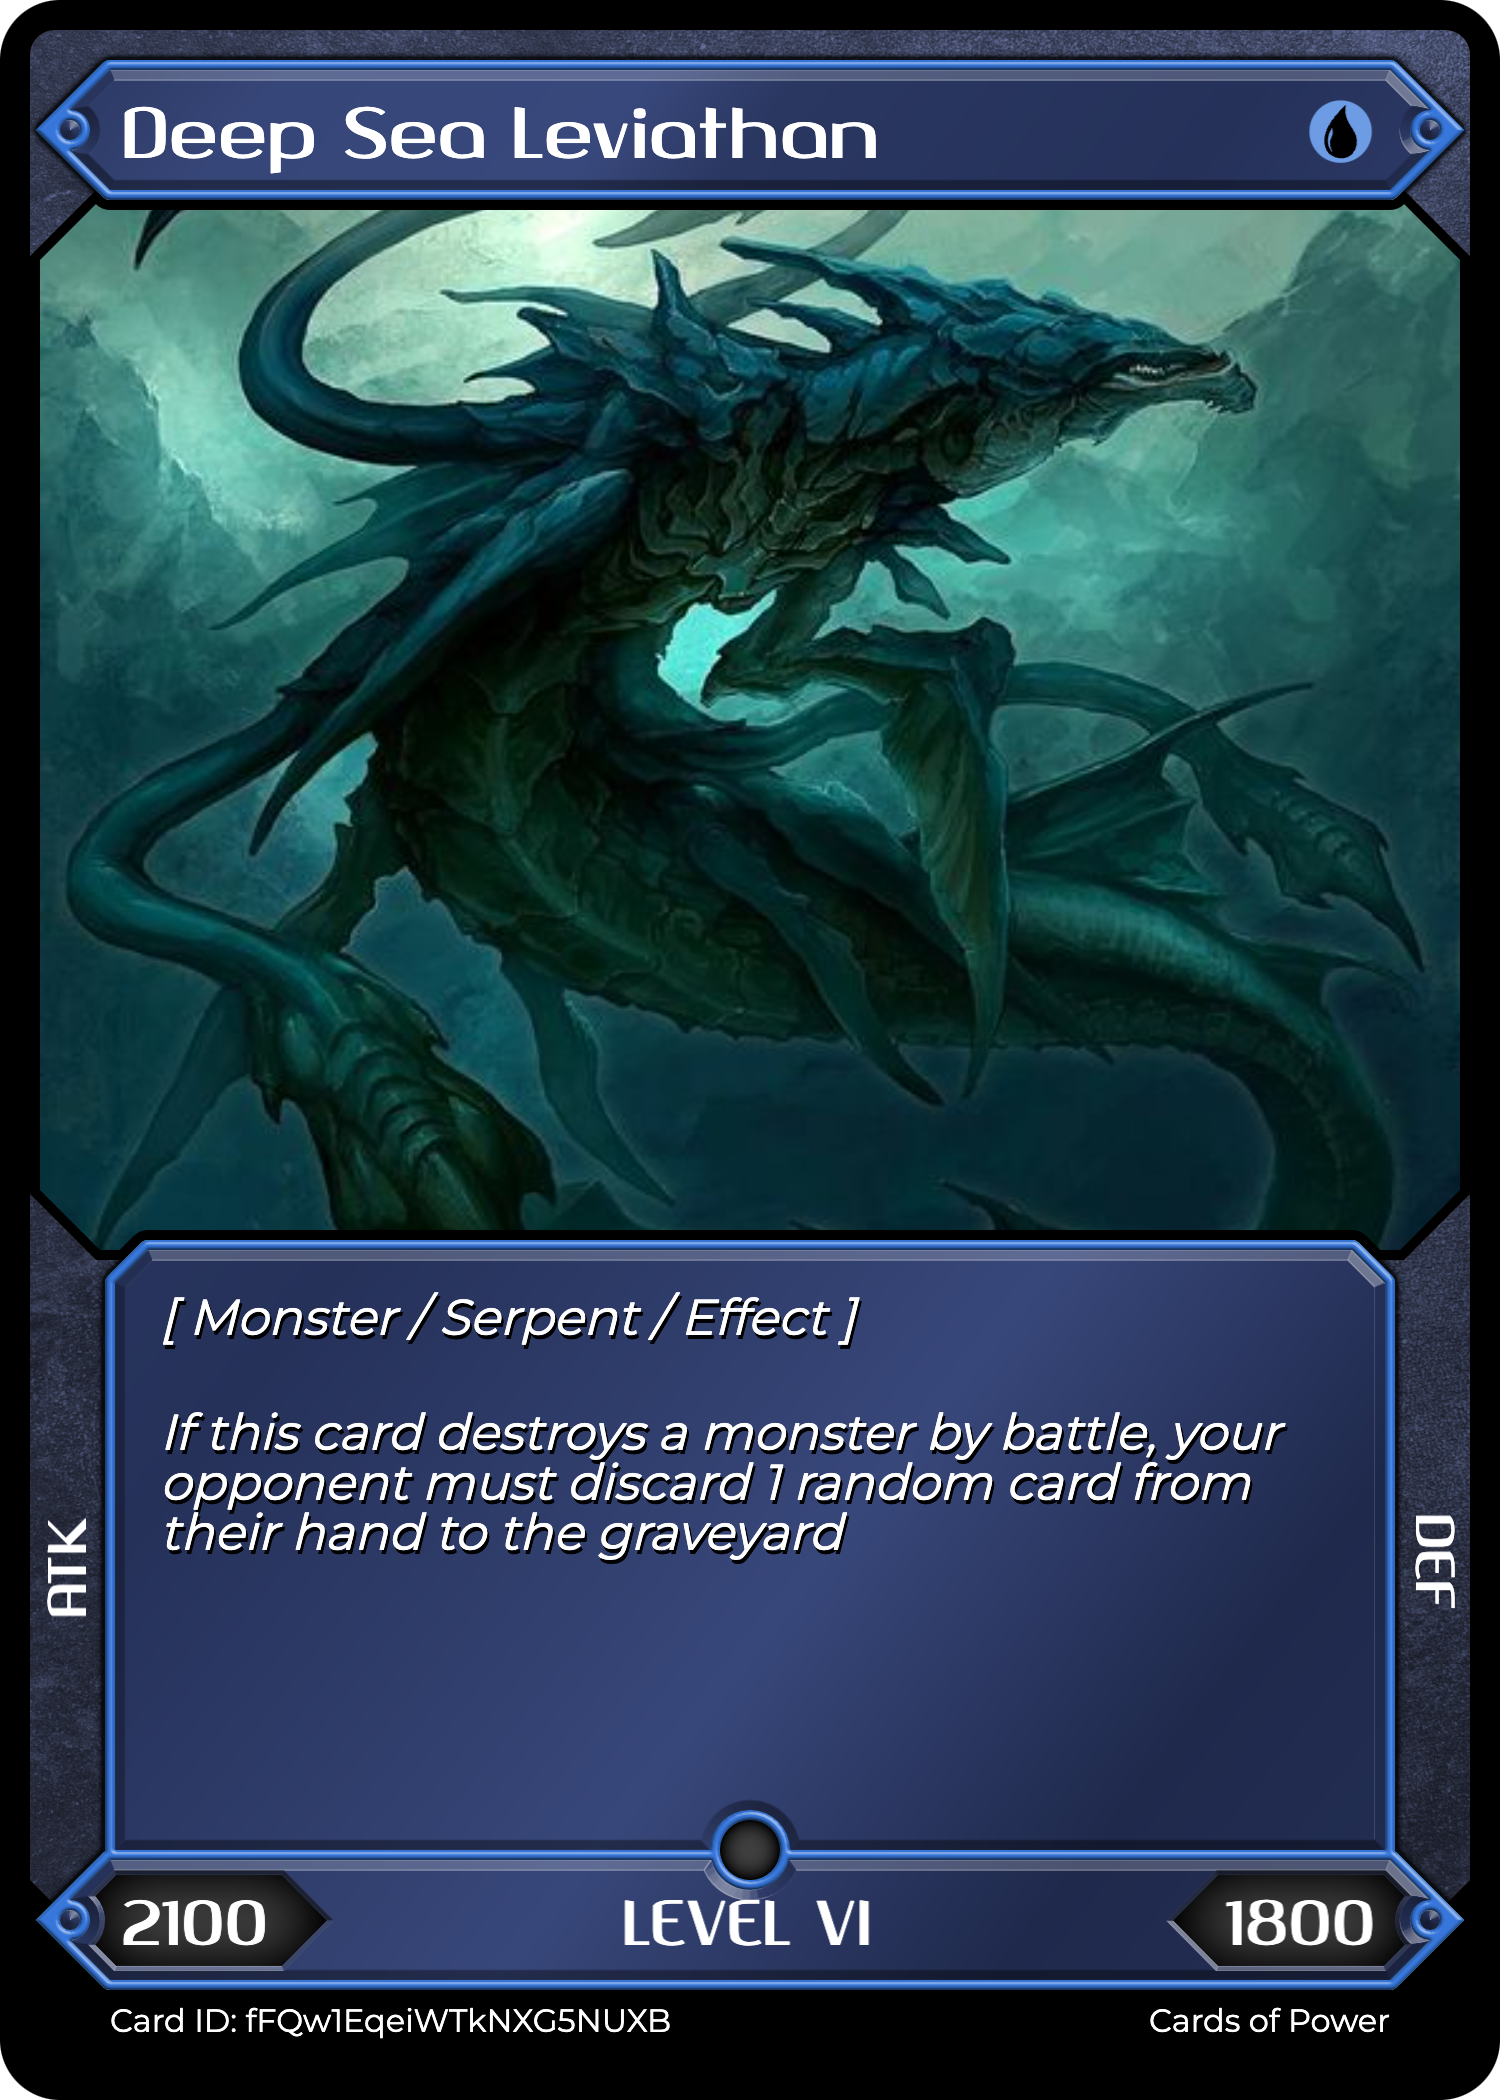 Deep Sea Leviathan
[ Monster / Serpent / Effect ]
If this card destroys a monster by battle, your
opponent must discard 1 random card from
their hand to the graveyard
ATK
DEF
2100
LEVEL VI
1800
Card ID: fFQw1EqeiWTkNXG5NUXB
Cards of Power